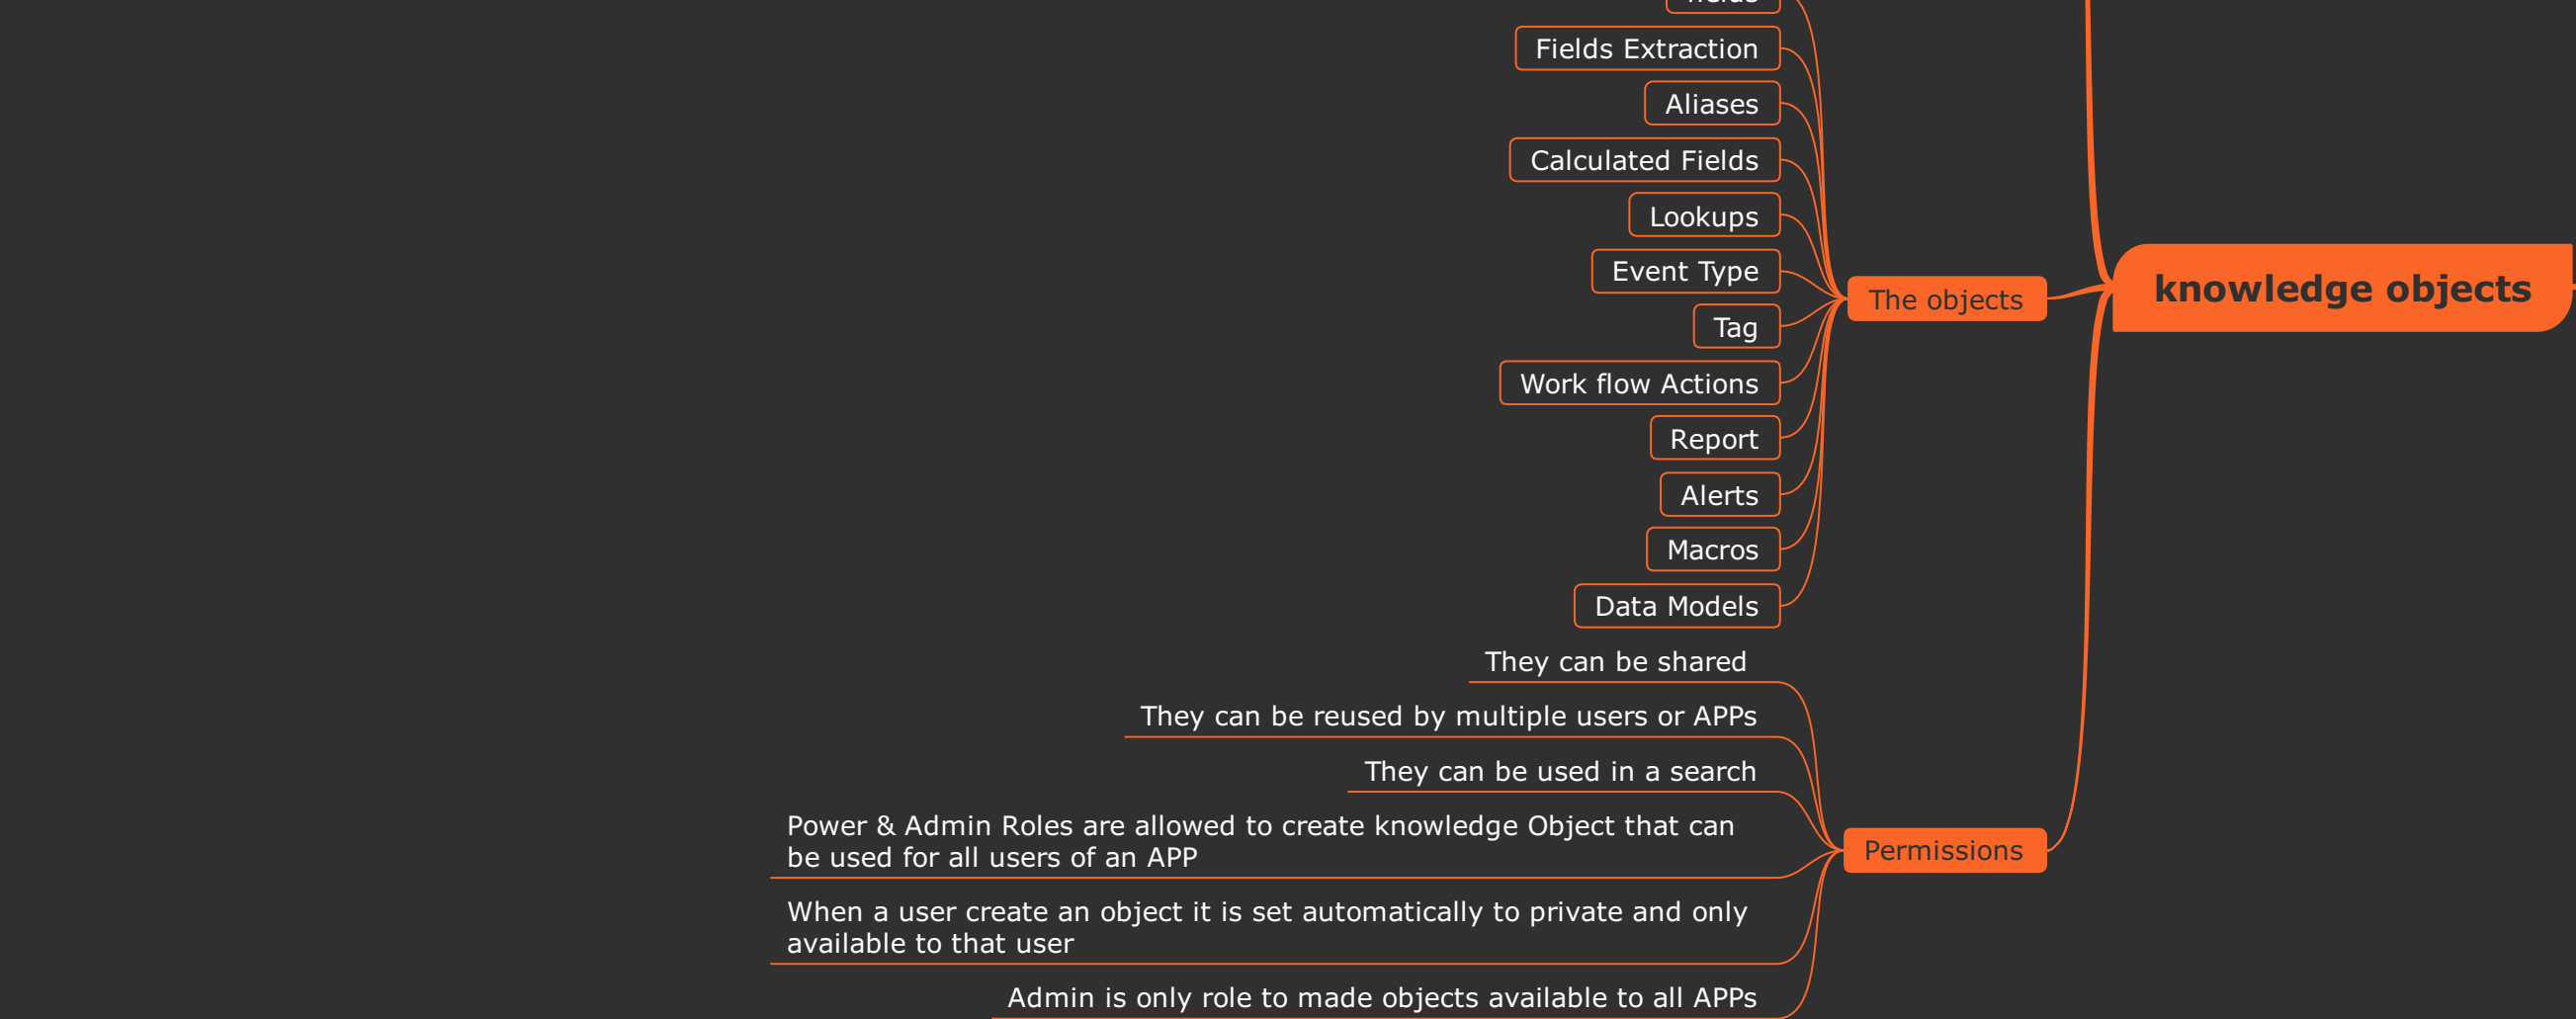 Fields Extraction
Aliases
Calculated Fields
Lookups
Event Type
Tag
Work flow Actions
Report
Alerts
Macros
Data Models
The objects
knowledge objects
They can be shared
They can be reused by multiple users or APPs
They can be used in a search
Power & Admin Roles are allowed to create knowledge Object that can
be used for all users of an APP
When a user create an object it is set automatically to private and only
available to that user
Admin is only role to made objects available to all APPs
Permissions